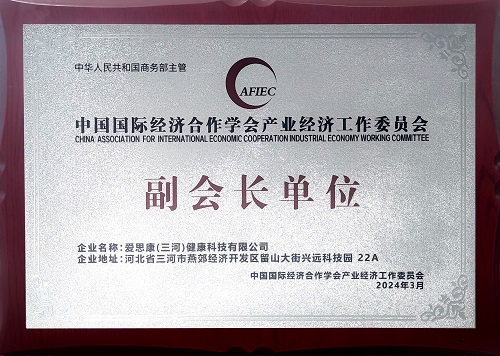 中华人民共和国商务部主管
AFIEC
中国国际经济合作学会产业经济工作委员会
CHINA ASSOCIATION FOR INTERNATIONAL ECONOMIC COOPERATION INDUSTRIAL ECONOMY WORKING COMMITTEE
副会长单位
企业名称：爱思康(三河)健康科技有限公司
企业地址：河北省三河市燕郊经济开发区留山大街兴远科技园 22A
中国国际经济合作学会产业经济工作委员会
2024年3月